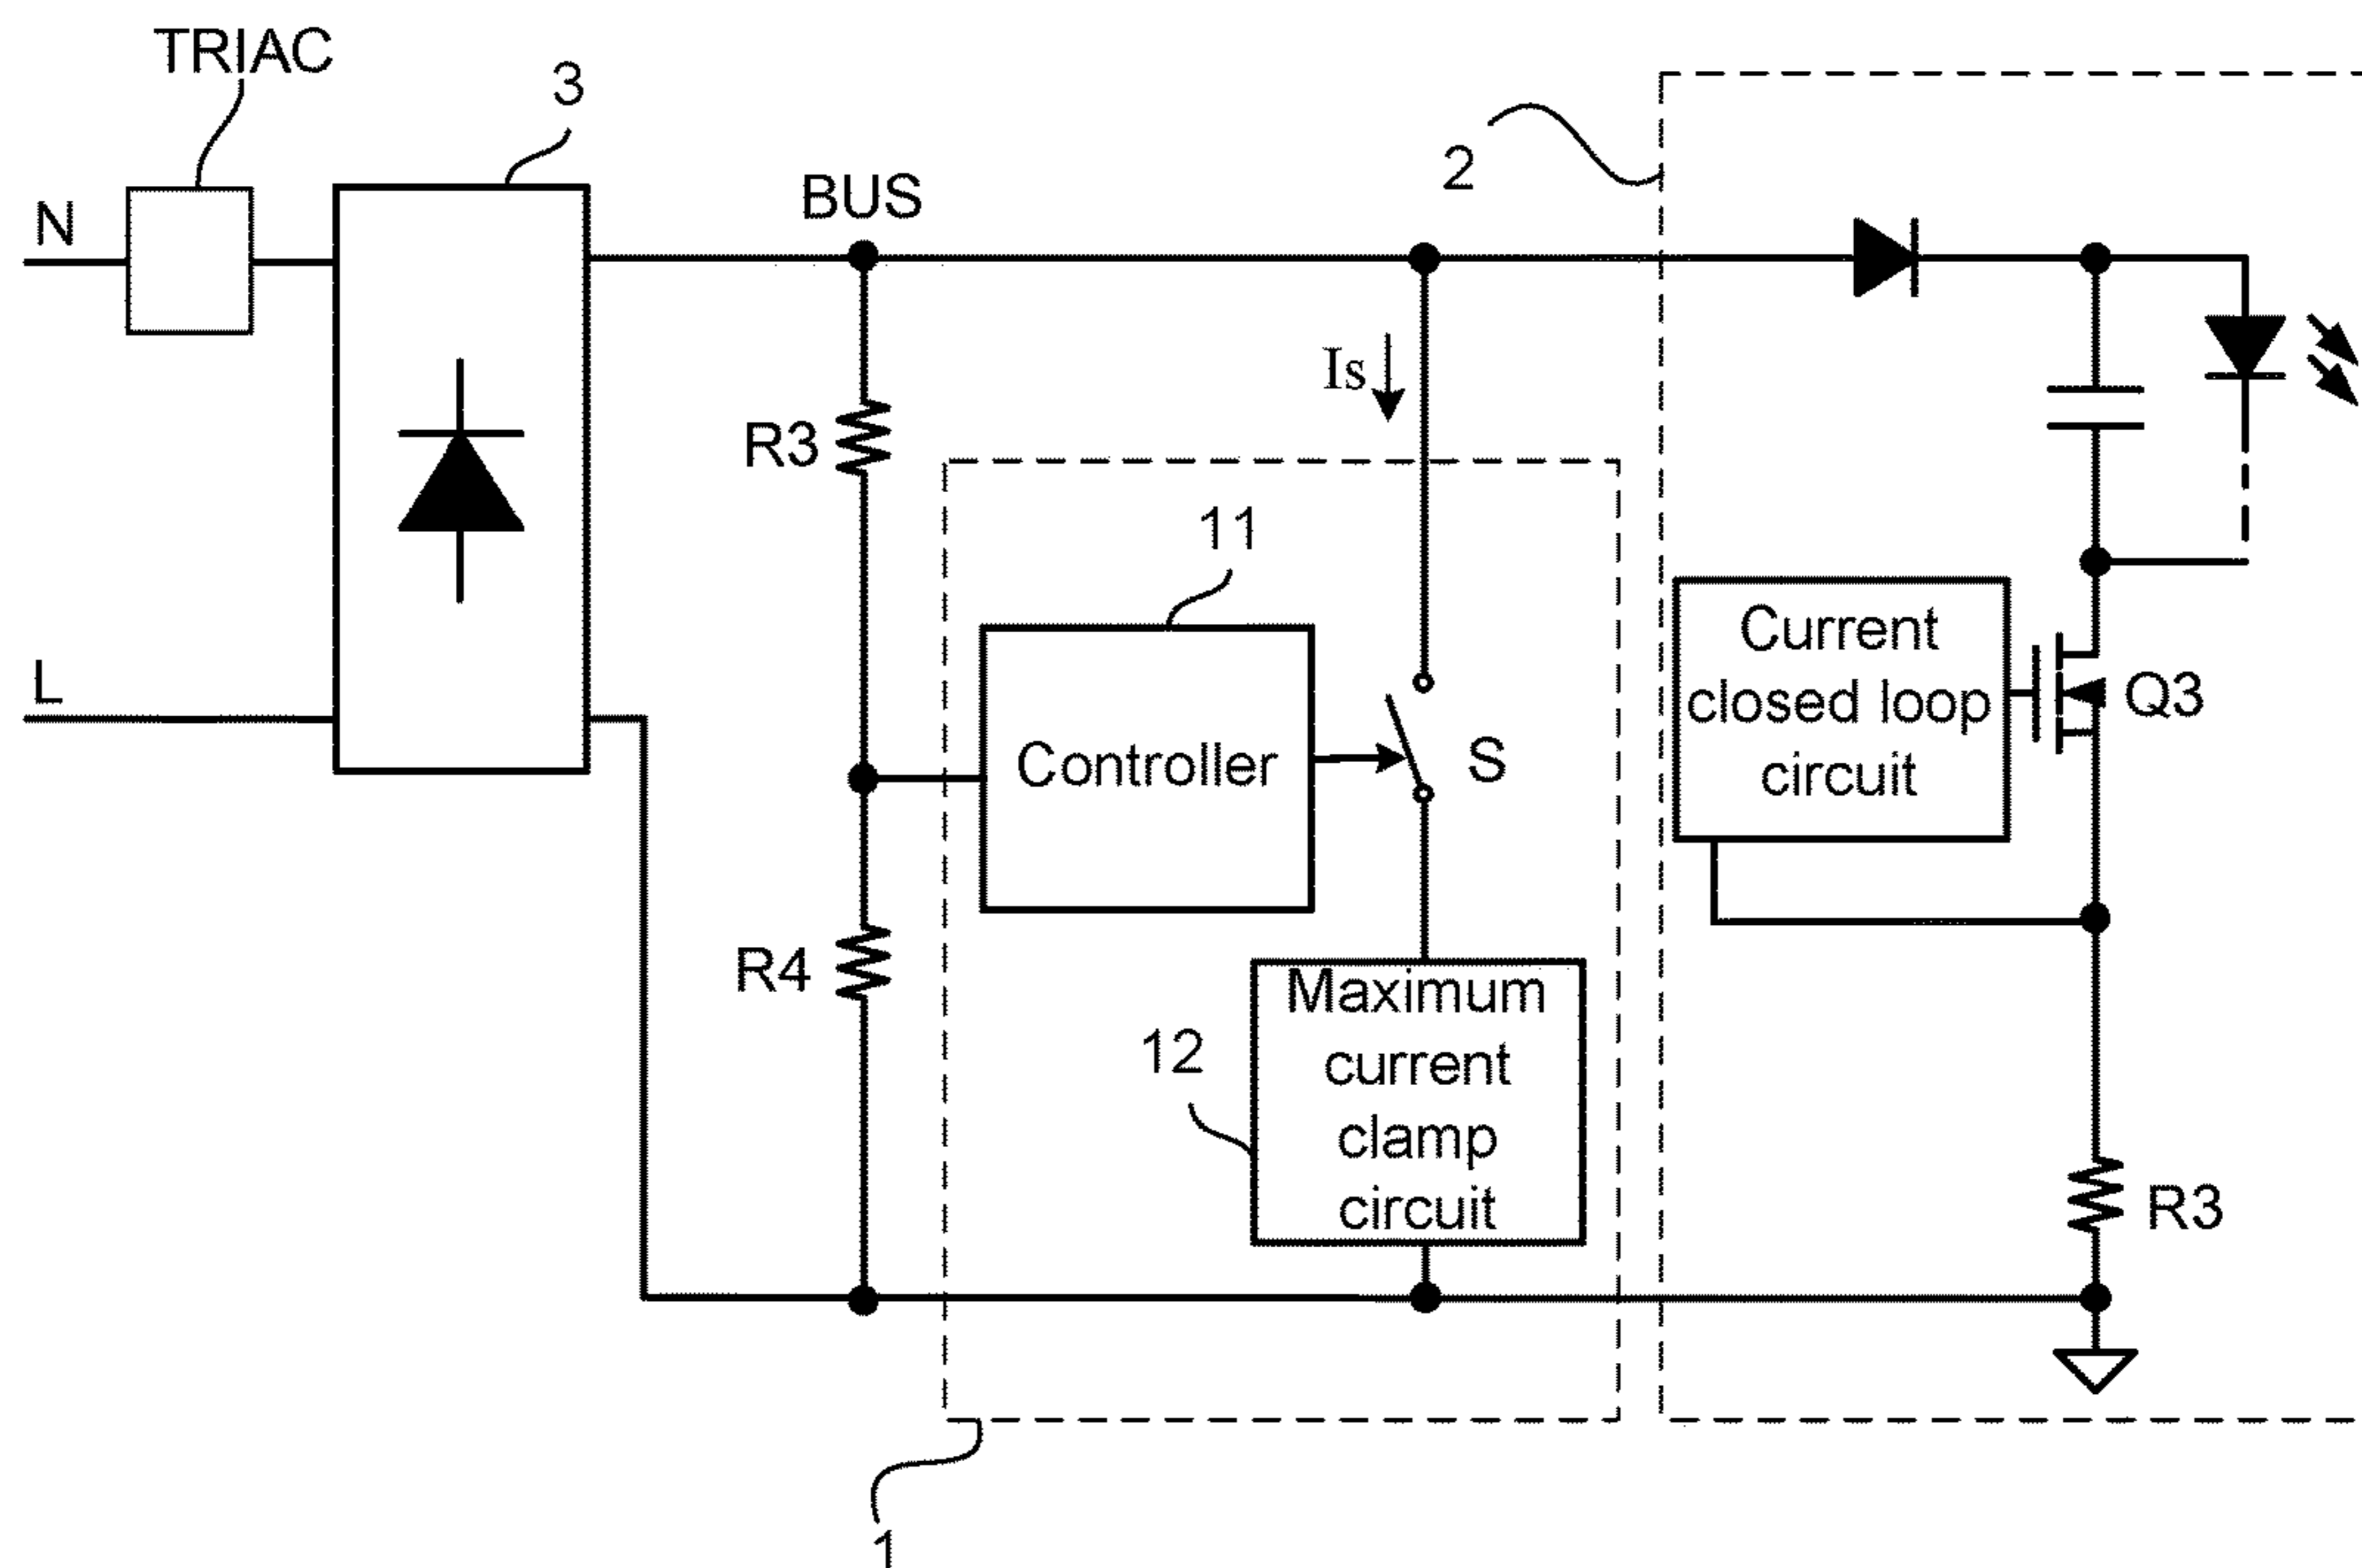 TRIAC
3
2
N
BUS
Is
R3
11
L
Controller
S
Current
closed loop
circuit
Q3
R4
12
Maximum
current
clamp
circuit
R3
1